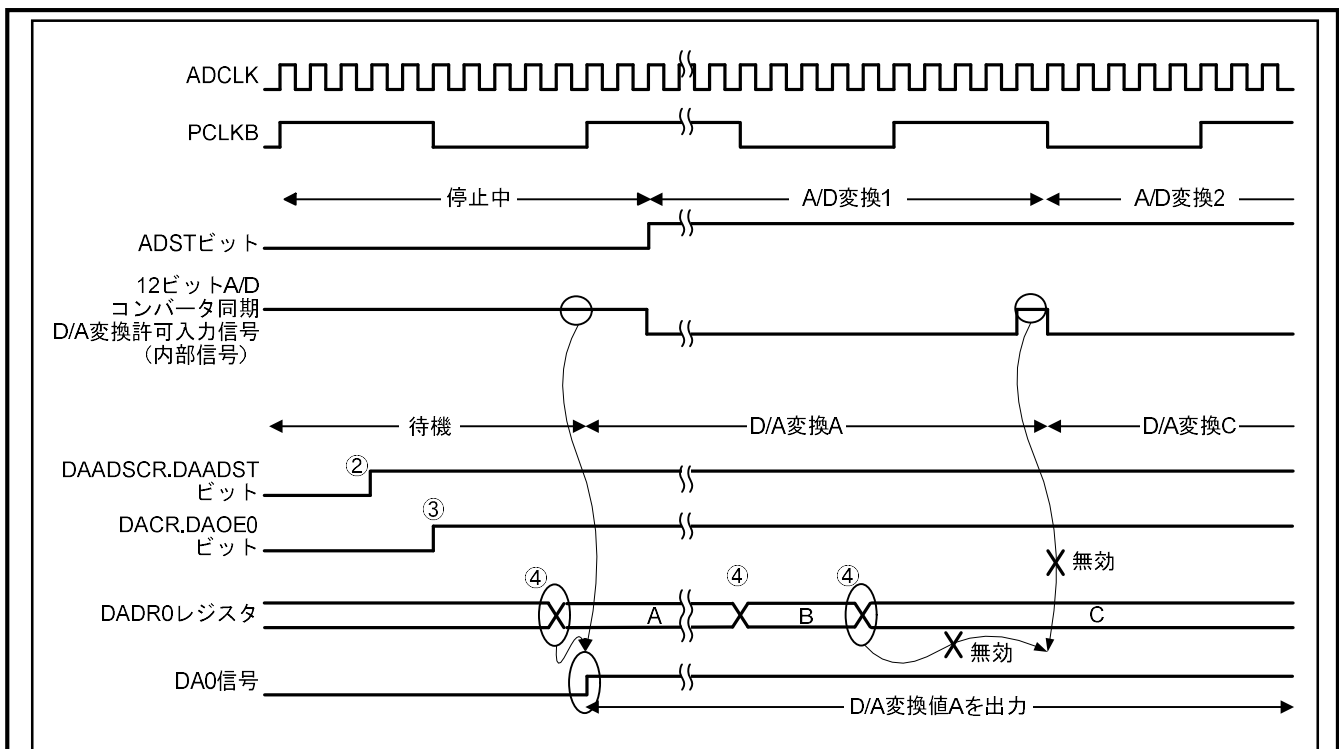 ADCLK
PCLKB
停止中
A/D変換1
A/D変換2
ADSTビット
12ビットA/D
コンバータ同期
D/A変換許可入力信号
（内部信号）
待機
D/A変換A
D/A変換C
②
DAADSCR.DAADST
ビット
③
DACR.DAOE0
ビット
無効
④
④
④
DADR0レジスタ
A
B
C
無効
DA0信号
D/A変換値Aを出力